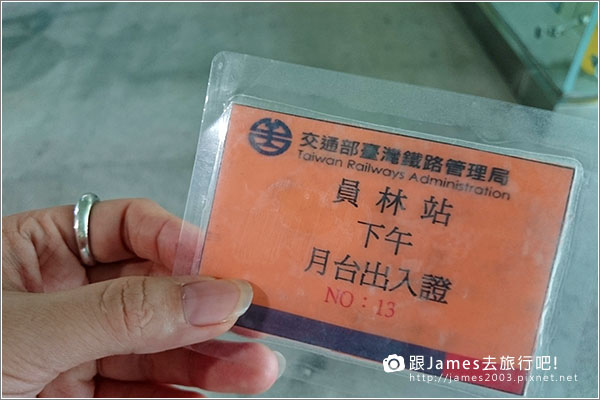 交通部臺灣鐵路管理局
Taiwan Railways Administration
員林站
下午
月台出入證
NO：13
跟James去旅行吧!
http://james2003.pixnet.net